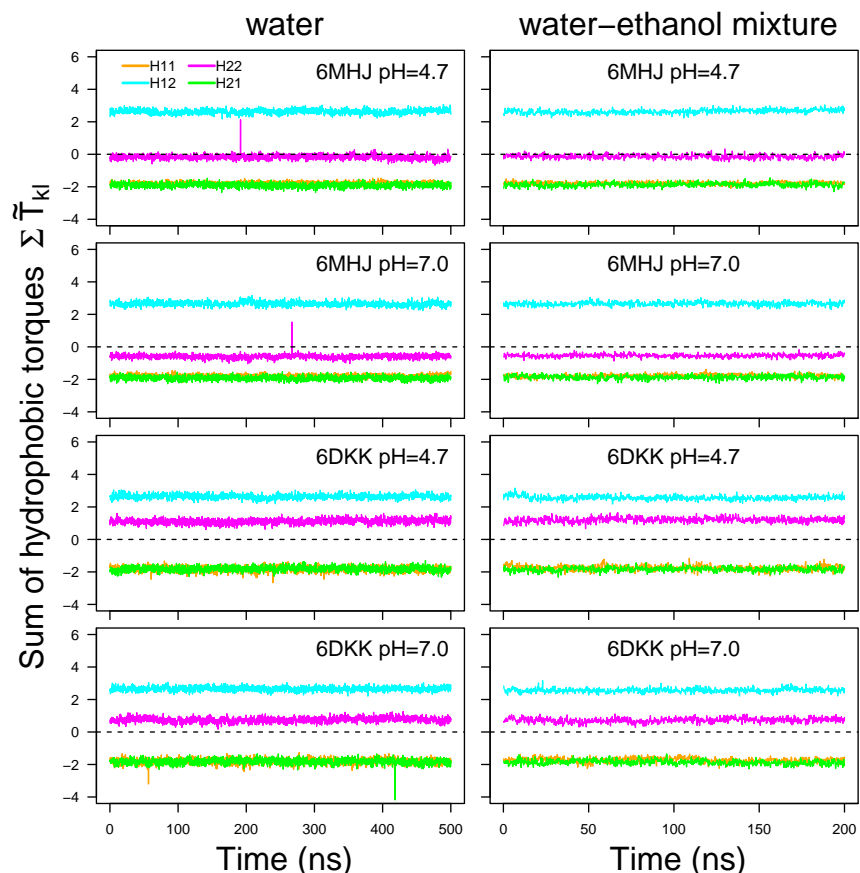 water
water−ethanol mixture
Sum of hydrophobic torques Σ T̃kl
H11 H22
H12 H21
6MHJ pH=4.7
6MHJ pH=4.7
6
4
2
0
−2
−4
6MHJ pH=7.0
6MHJ pH=7.0
6
4
2
0
−2
−4
6DKK pH=4.7
6DKK pH=4.7
6
4
2
0
−2
−4
6DKK pH=7.0
6DKK pH=7.0
6
4
2
0
−2
−4
0 100 200 300 400 500
0 50 100 150 200
Time (ns)
Time (ns)